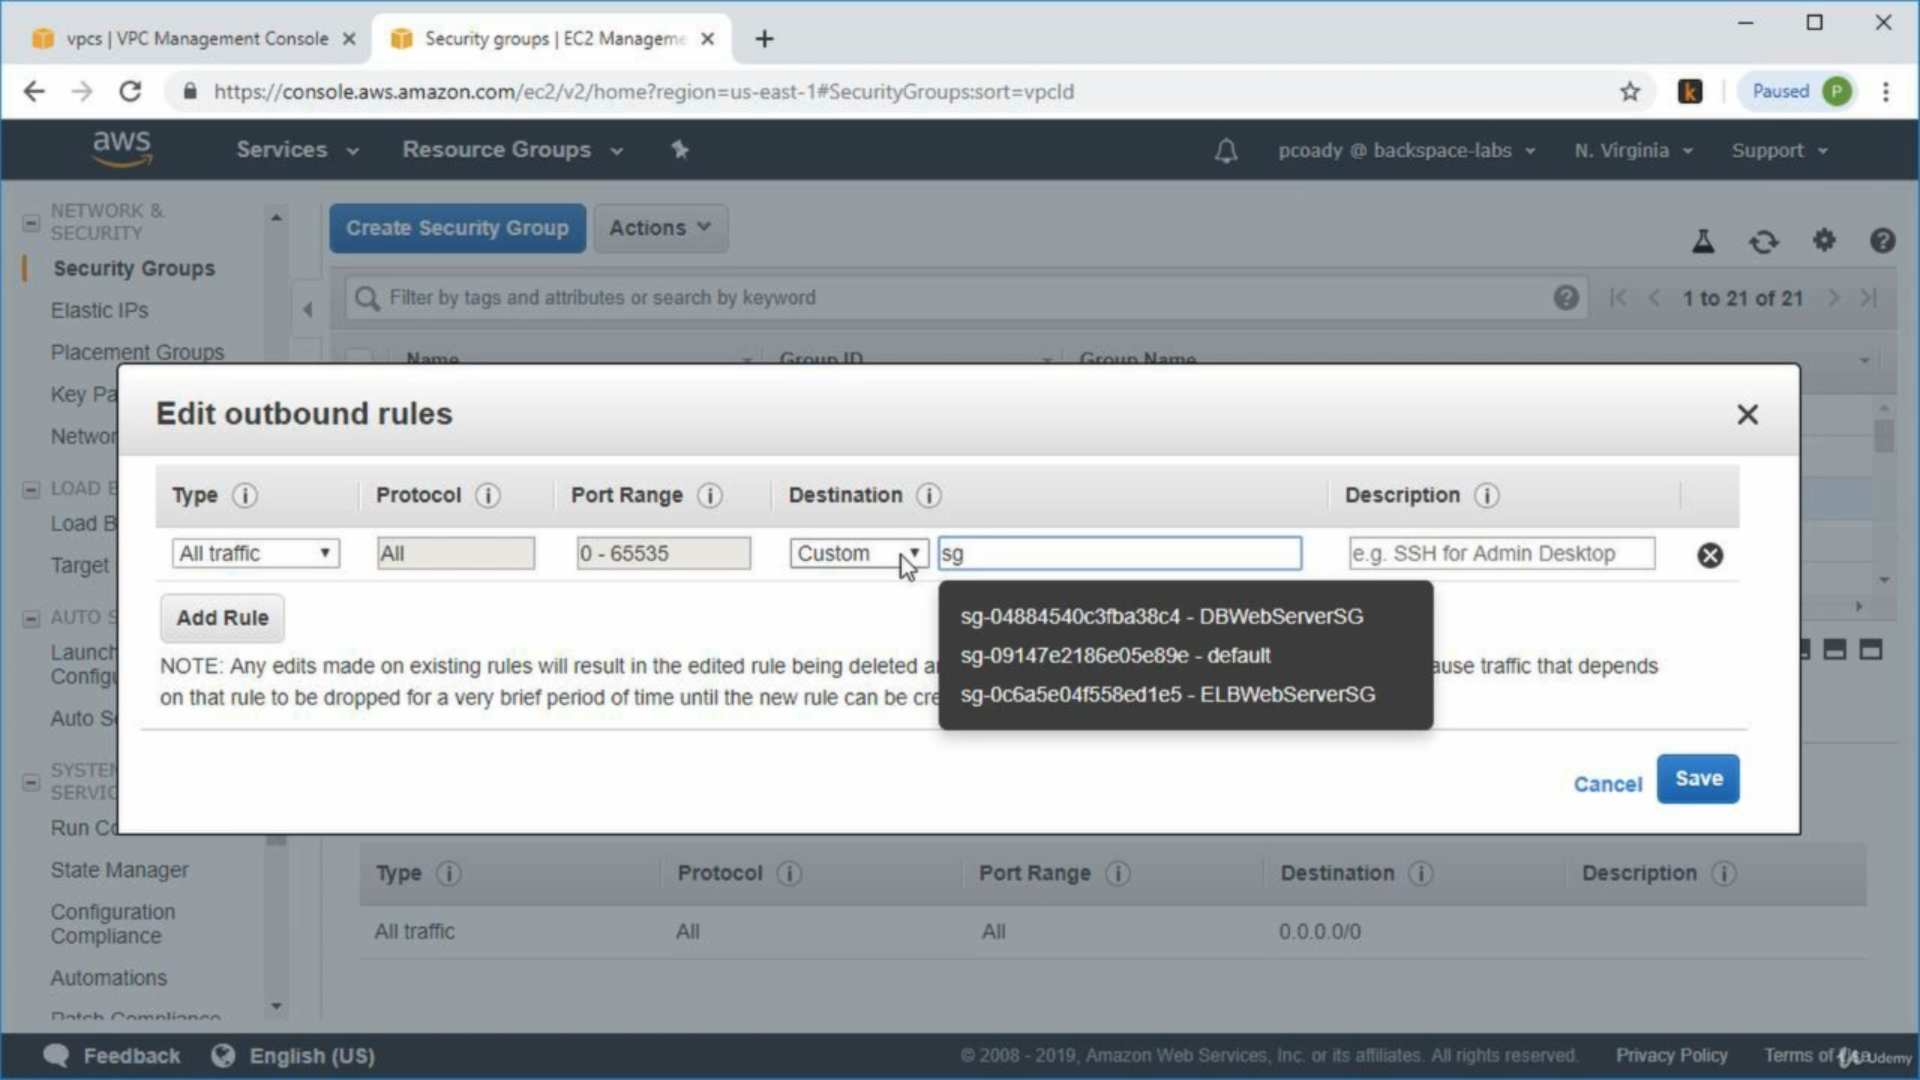 vpcs | VPC Management Console
Security groups | EC2 Manageme
https://console.aws.amazon.com/ec2/v2/home?region=us-east-1#SecurityGroups:sort=vpcId
k
Paused
P
aws
Services
Resource Groups
pcoady @ backspace-labs
N. Virginia
Support
NETWORK &
SECURITY
Security Groups
Elastic IPs
Placement Groups
Key Pa
Networ
LOAD B
Load B
Target
AUTO S
Launch
Configu
Auto Sc
SYSTEM
SERVIC
Run Co
State Manager
Configuration
Compliance
Automations
Patch Compliance
Create Security Group
Actions
Filter by tags and attributes or search by keyword
1 to 21 of 21
Name
Group ID
Group Name
Edit outbound rules
Type
Protocol
Port Range
Destination
Description
All traffic
All
0 - 65535
Custom
sg
e.g. SSH for Admin Desktop
sg-04884540c3fba38c4 - DBWebServerSG
sg-09147e2186e05e89e - default
sg-0c6a5e04f558ed1e5 - ELBWebServerSG
Add Rule
NOTE: Any edits made on existing rules will result in the edited rule being deleted a ause traffic that depends
on that rule to be dropped for a very brief period of time until the new rule can be cre
Cancel
Save
Type
Protocol
Port Range
Destination
Description
All traffic
All
All
0.0.0.0/0
Feedback
English (US)
© 2008 - 2019, Amazon Web Services, Inc. or its affiliates. All rights reserved.
Privacy Policy
Terms of Use
Udemy